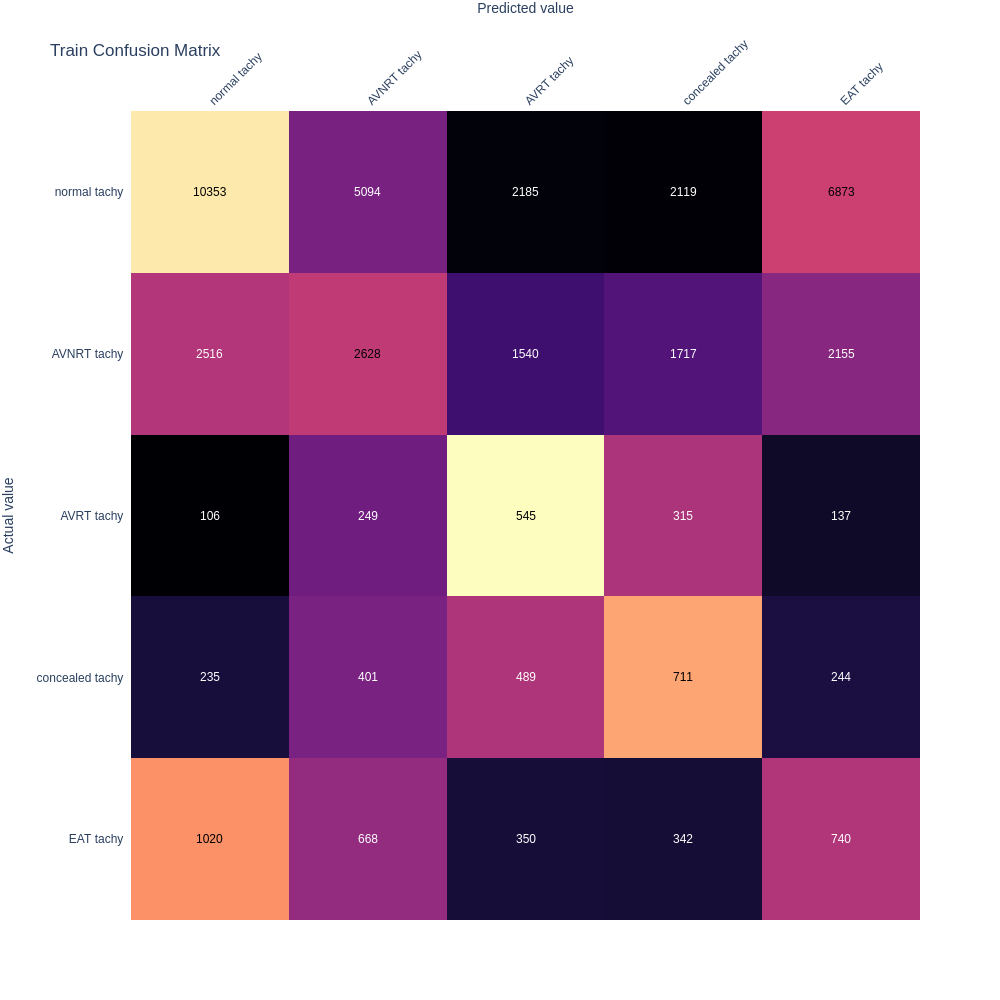 Predicted value
Train Confusion Matrix
normal tachy AVNRT tachy AVRT tachy concealed tachy EAT tachy
normal tachy 10353 5094 2185 2119 6873
AVNRT tachy 2516 2628 1540 1717 2155
Actual value
AVRT tachy 106 249 545 315 137
concealed tachy 235 401 489 711 244
EAT tachy 1020 668 350 342 740